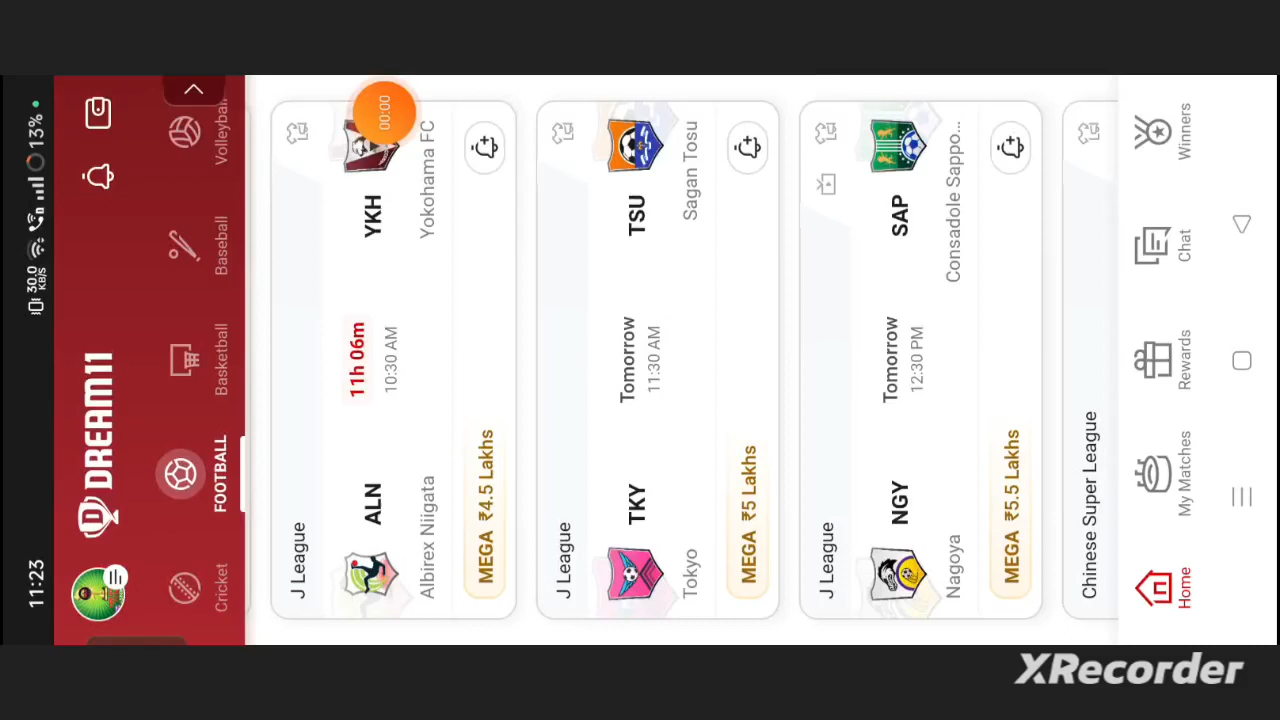 11:23
30.0
KB/S
13%
DREAM11
Cricket
FOOTBALL
Basketball
Baseball
Volleyball
00:00
J League
ALN
11h 06m
YKH
Albirex Niigata
10:30 AM
Yokohama FC
MEGA ₹4.5 Lakhs
J League
TKY
Tomorrow
TSU
Tokyo
11:30 AM
Sagan Tosu
MEGA ₹5 Lakhs
J League
NGY
Tomorrow
SAP
Nagoya
12:30 PM
Consadole Sappo...
MEGA ₹5.5 Lakhs
Chinese Super League
Home
My Matches
Rewards
Chat
Winners
XRecorder